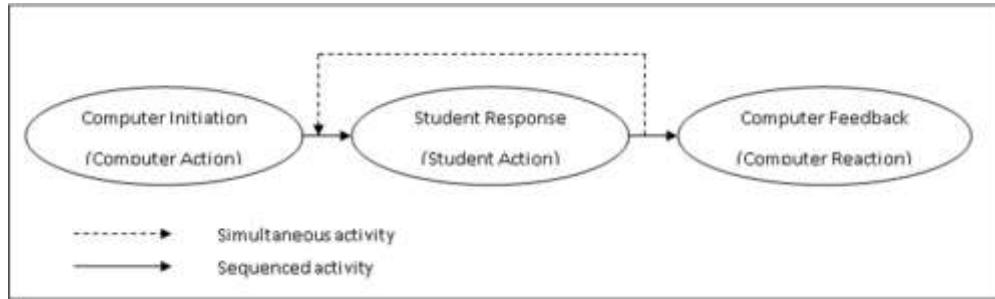 Computer Initiation
(Computer Action)
Student Response
(Student Action)
Computer Feedback
(Computer Reaction)
Simultaneous activity
Sequenced activity